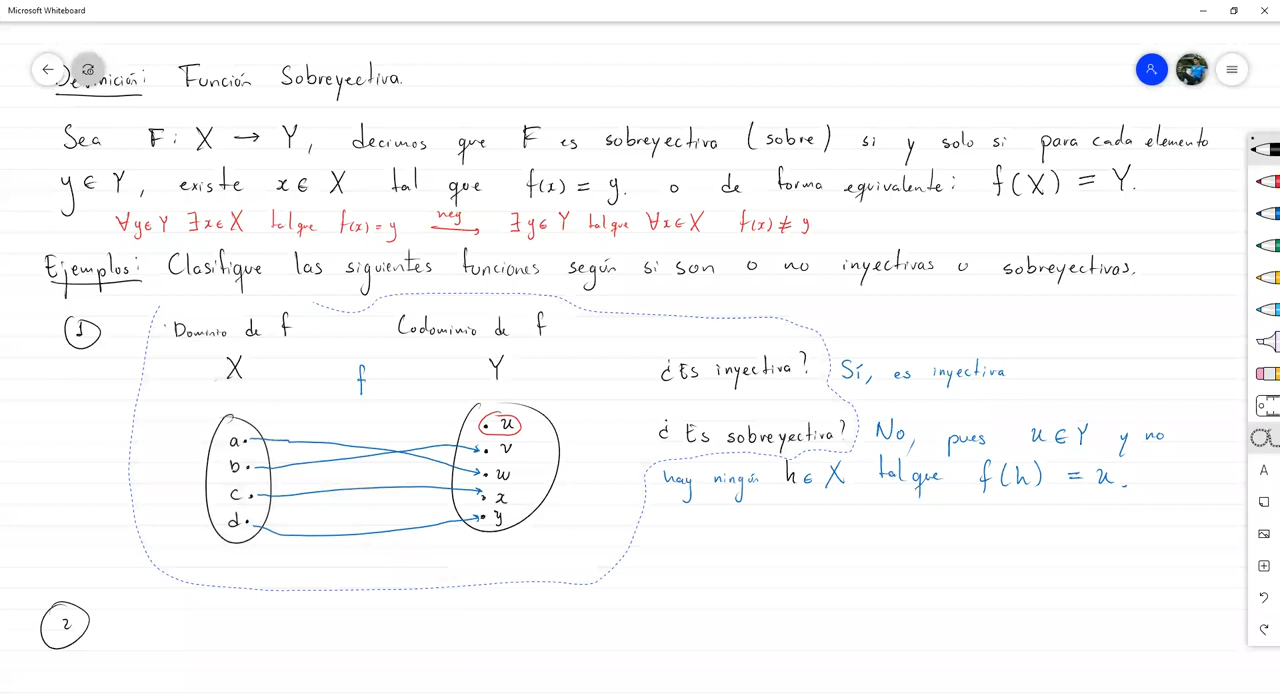 Microsoft Whiteboard
Definición: Función Sobreyectiva.
Sea F: X → Y, decimos que F es sobreyectiva (sobre) si y solo si para cada elemento
y ∈ Y, existe x ∈ X tal que f(x) = y. o de forma equivalente: f(X) = Y.
∀y∈Y ∃x∈X tal que f(x)=y neg→ ∃y∈Y tal que ∀x∈X f(x)≠y
Ejemplos: Clasifique las siguientes funciones según si son o no inyectivas o sobreyectivas.
1
Dominio de f Codominio de f
X f Y
¿Es inyectiva? Sí, es inyectiva
¿Es sobreyectiva? No, pues u∈Y y no
hay ningún h∈X tal que f(h) = u.
a· ·u
b· ·v
c· ·w
d· ·x
·y
2
A